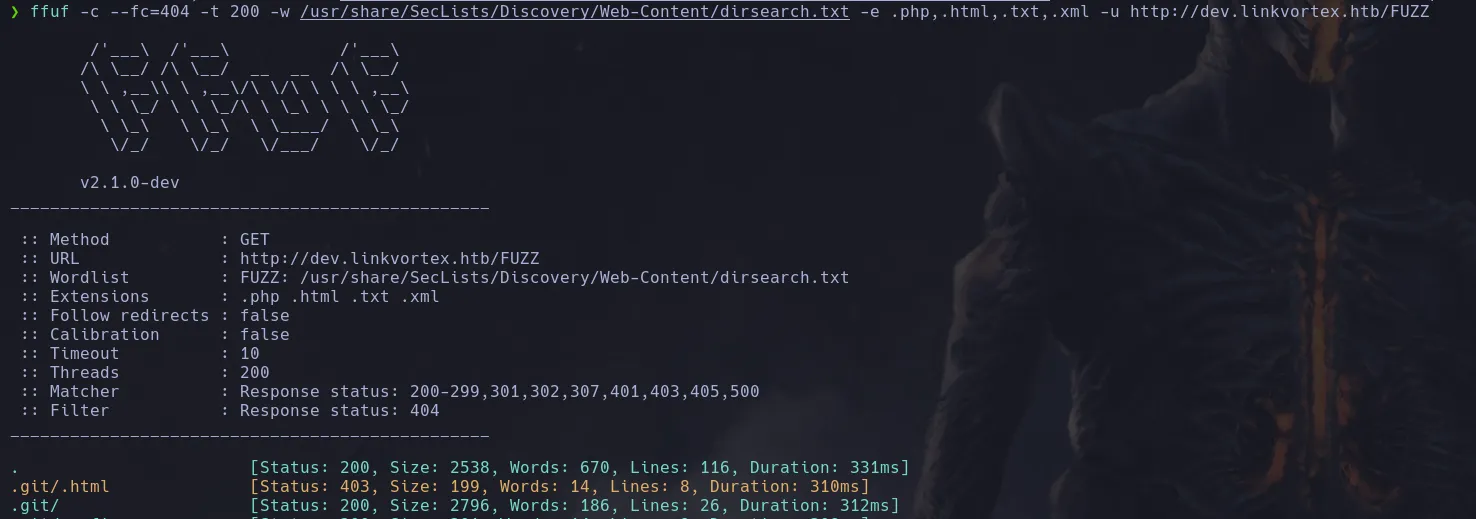 ❯ ffuf -c --fc=404 -t 200 -w /usr/share/SecLists/Discovery/Web-Content/dirsearch.txt -e .php,.html,.txt,.xml -u http://dev.linkvortex.htb/FUZZ
        /'___\  /'___\           /'___\
       /\ \__/ /\ \__/  __  __  /\ \__/
       \ \ ,__\\ \ ,__\/\ \/\ \ \ \ ,__\
        \ \ \_/ \ \ \_/\ \ \_\ \ \ \ \_/
         \ \_\   \ \_\  \ \____/  \ \_\
          \/_/    \/_/   \/___/    \/_/
       v2.1.0-dev
________________________________________________
 :: Method           : GET
 :: URL              : http://dev.linkvortex.htb/FUZZ
 :: Wordlist         : FUZZ: /usr/share/SecLists/Discovery/Web-Content/dirsearch.txt
 :: Extensions       : .php .html .txt .xml
 :: Follow redirects : false
 :: Calibration      : false
 :: Timeout          : 10
 :: Threads          : 200
 :: Matcher          : Response status: 200-299,301,302,307,401,403,405,500
 :: Filter           : Response status: 404
________________________________________________
.                       [Status: 200, Size: 2538, Words: 670, Lines: 116, Duration: 331ms]
.git/.html              [Status: 403, Size: 199, Words: 14, Lines: 8, Duration: 310ms]
.git/                   [Status: 200, Size: 2796, Words: 186, Lines: 26, Duration: 312ms]